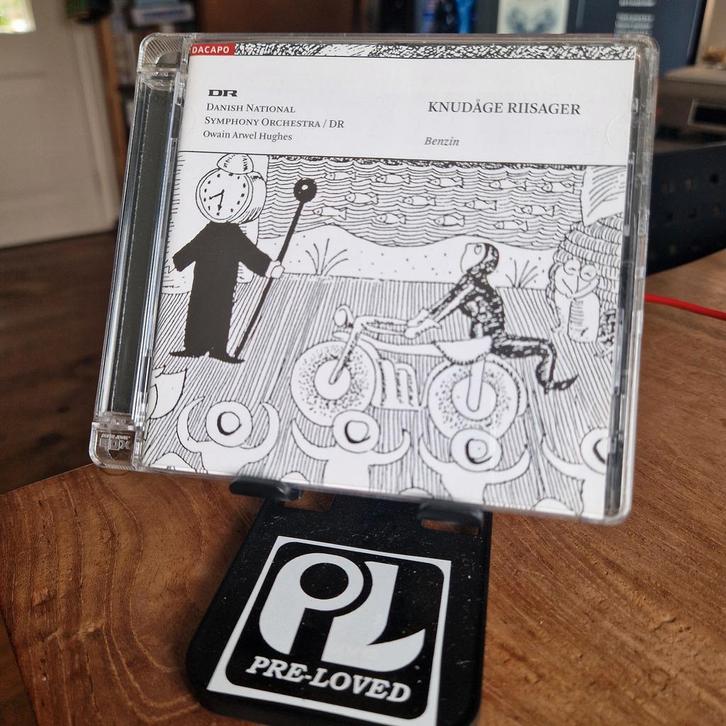 DACAPO
DR
DANISH NATIONAL
SYMPHONY ORCHESTRA / DR
Owain Arwel Hughes
KNUDÅGE RIISAGER
Benzin
PL
PRE-LOVED